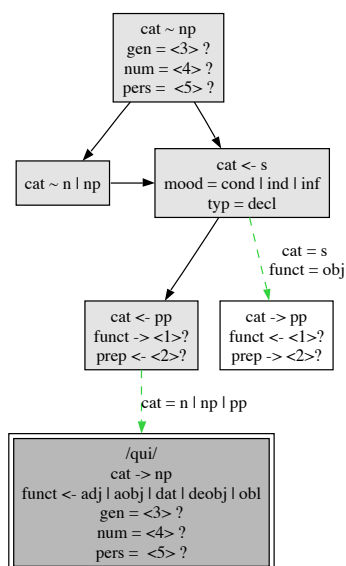 cat ~ np
gen = <3> ?
num = <4> ?
pers =  <5> ?
cat ~ n | np
cat <- s
mood = cond | ind | inf
typ = decl
cat = s
funct = obj
cat <- pp
funct -> <1>?
prep <- <2>?
cat -> pp
funct <- <1>?
prep -> <2>?
cat = n | np | pp
/qui/
cat -> np
funct <- adj | aobj | dat | deobj | obl
gen = <3> ?
num = <4> ?
pers =  <5> ?